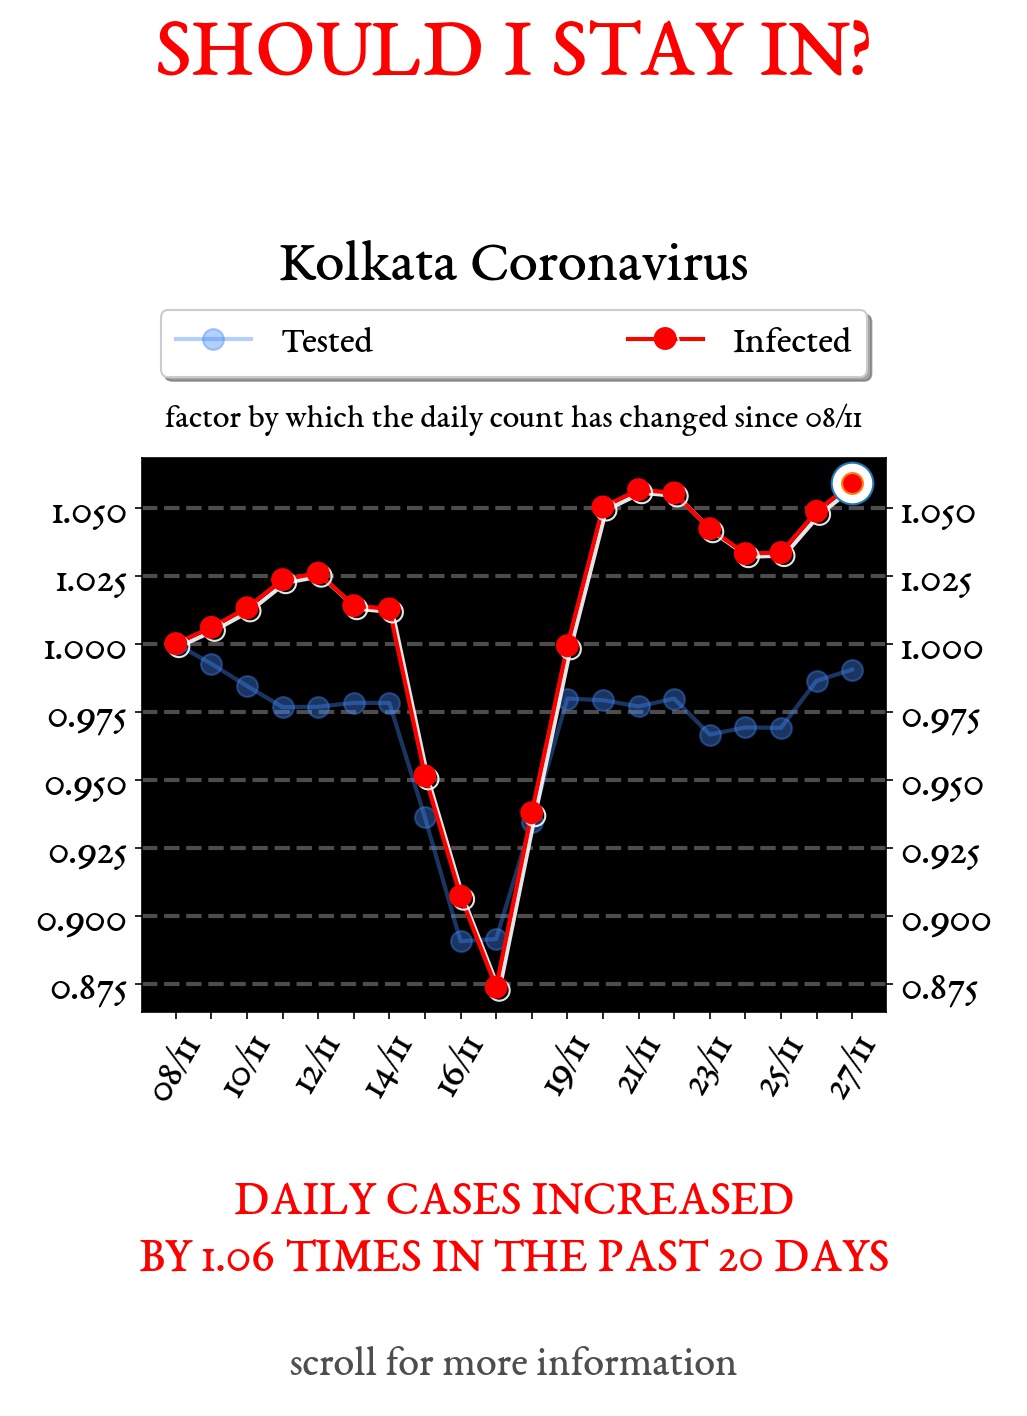 SHOULD I STAY IN?
Kolkata Coronavirus
Tested Infected
factor by which the daily count has changed since 08/11
1.050 1.050
1.025 1.025
1.000 1.000
0.975 0.975
0.950 0.950
0.925 0.925
0.900 0.900
0.875 0.875
08/11 10/11 12/11 14/11 16/11 19/11 21/11 23/11 25/11 27/11
DAILY CASES INCREASED
BY 1.06 TIMES IN THE PAST 20 DAYS
scroll for more information